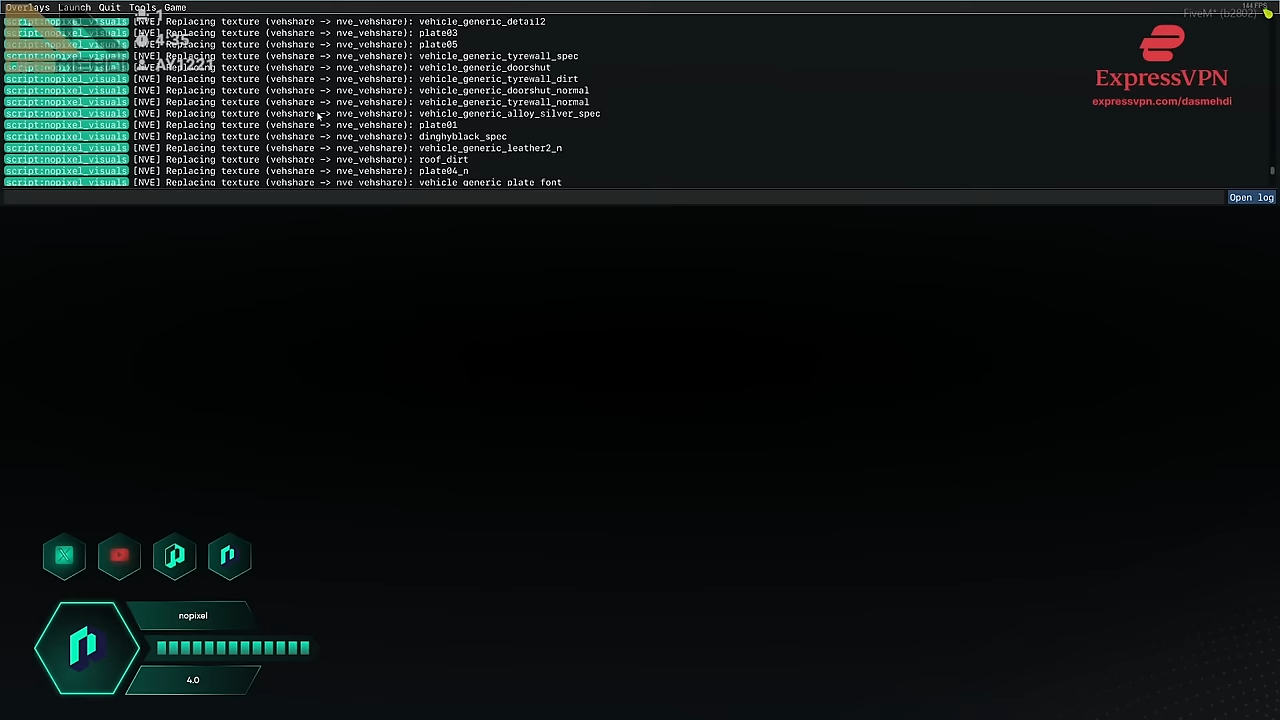 Overlays Launch Quit Tools Game
144 FPS
FiveM* (b2802)
script:nopixel_visuals [NVE] Replacing texture (vehshare -> nve_vehshare): vehicle_generic_detail2
script:nopixel_visuals [NVE] Replacing texture (vehshare -> nve_vehshare): plate03
script:nopixel_visuals [NVE] Replacing texture (vehshare -> nve_vehshare): plate05
script:nopixel_visuals [NVE] Replacing texture (vehshare -> nve_vehshare): vehicle_generic_tyrewall_spec
script:nopixel_visuals [NVE] Replacing texture (vehshare -> nve_vehshare): vehicle_generic_doorshut
script:nopixel_visuals [NVE] Replacing texture (vehshare -> nve_vehshare): vehicle_generic_tyrewall_dirt
script:nopixel_visuals [NVE] Replacing texture (vehshare -> nve_vehshare): vehicle_generic_doorshut_normal
script:nopixel_visuals [NVE] Replacing texture (vehshare -> nve_vehshare): vehicle_generic_tyrewall_normal
script:nopixel_visuals [NVE] Replacing texture (vehshare -> nve_vehshare): vehicle_generic_alloy_silver_spec
script:nopixel_visuals [NVE] Replacing texture (vehshare -> nve_vehshare): plate01
script:nopixel_visuals [NVE] Replacing texture (vehshare -> nve_vehshare): dinghyblack_spec
script:nopixel_visuals [NVE] Replacing texture (vehshare -> nve_vehshare): vehicle_generic_leather2_n
script:nopixel_visuals [NVE] Replacing texture (vehshare -> nve_vehshare): roof_dirt
script:nopixel_visuals [NVE] Replacing texture (vehshare -> nve_vehshare): plate04_n
script:nopixel_visuals [NVE] Replacing texture (vehshare -> nve_vehshare): vehicle_generic_plate_font
4:35
ExpressVPN
expressvpn.com/dasmehdi
Open log
nopixel
4.0